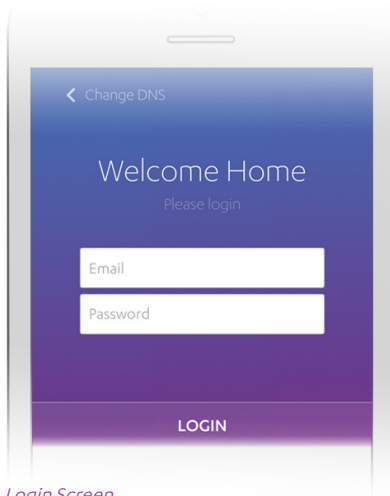 Change DNS
Welcome Home
Please login
Email
Password
LOGIN
Login Screen